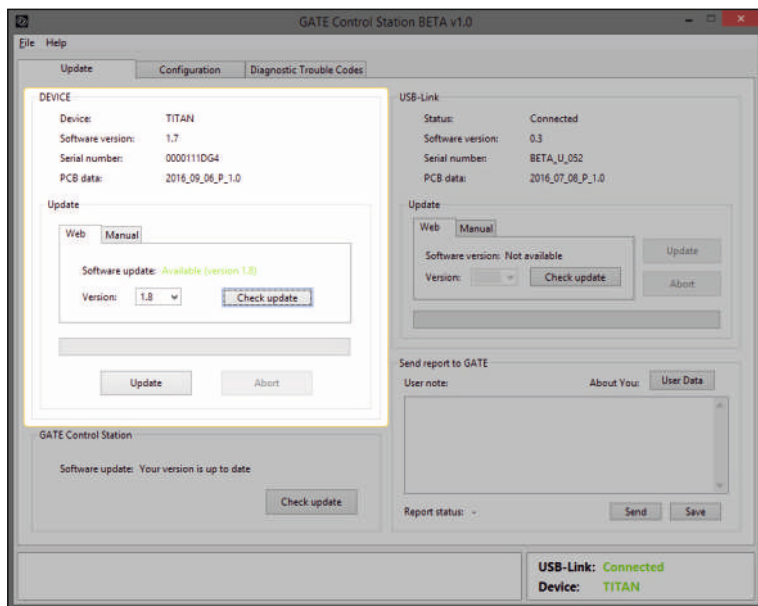 GATE Control Station BETA v1.0
File Help
Update Configuration Diagnostic Trouble Codes
DEVICE
Device: TITAN
Software version: 1.7
Serial number: 0000111DG4
PCB data: 2016_09_06_P_1.0
Update
Web Manual
Software update: Available (version 1.8)
Version: 1.8 Check update
Update Abort
GATE Control Station
Software update: Your version is up to date
Check update
USB-Link
Status: Connected
Software version: 0.3
Serial number: BETA_U_052
PCB data: 2016_07_08_P_1.0
Update
Web Manual
Software version: Not available
Version: Check update
Update
Abort
Send report to GATE
User note: About You: User Data
Report status: - Send Save
USB-Link: Connected
Device: TITAN